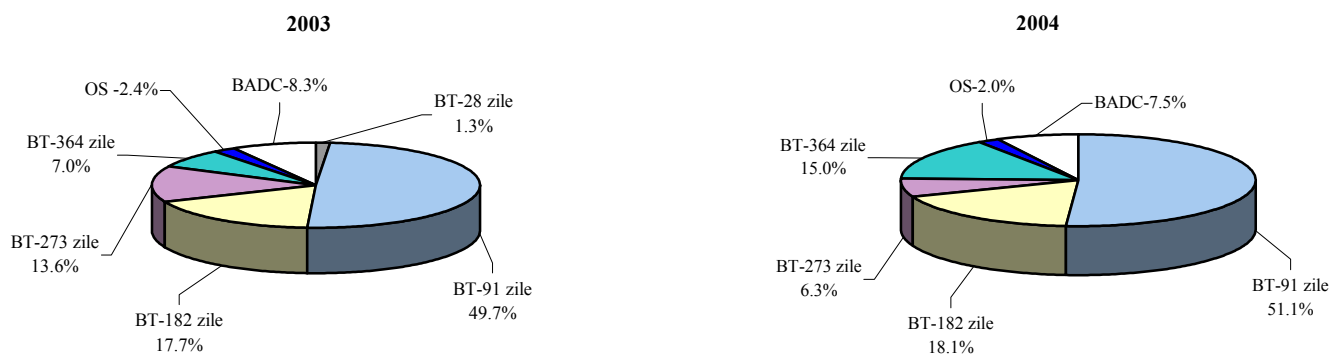 2003
OS -2.4%
BADC-8.3%
BT-28 zile
1.3%
BT-364 zile
7.0%
BT-273 zile
13.6%
BT-182 zile
17.7%
BT-91 zile
49.7%
2004
OS-2.0%
BADC-7.5%
BT-364 zile
15.0%
BT-273 zile
6.3%
BT-182 zile
18.1%
BT-91 zile
51.1%